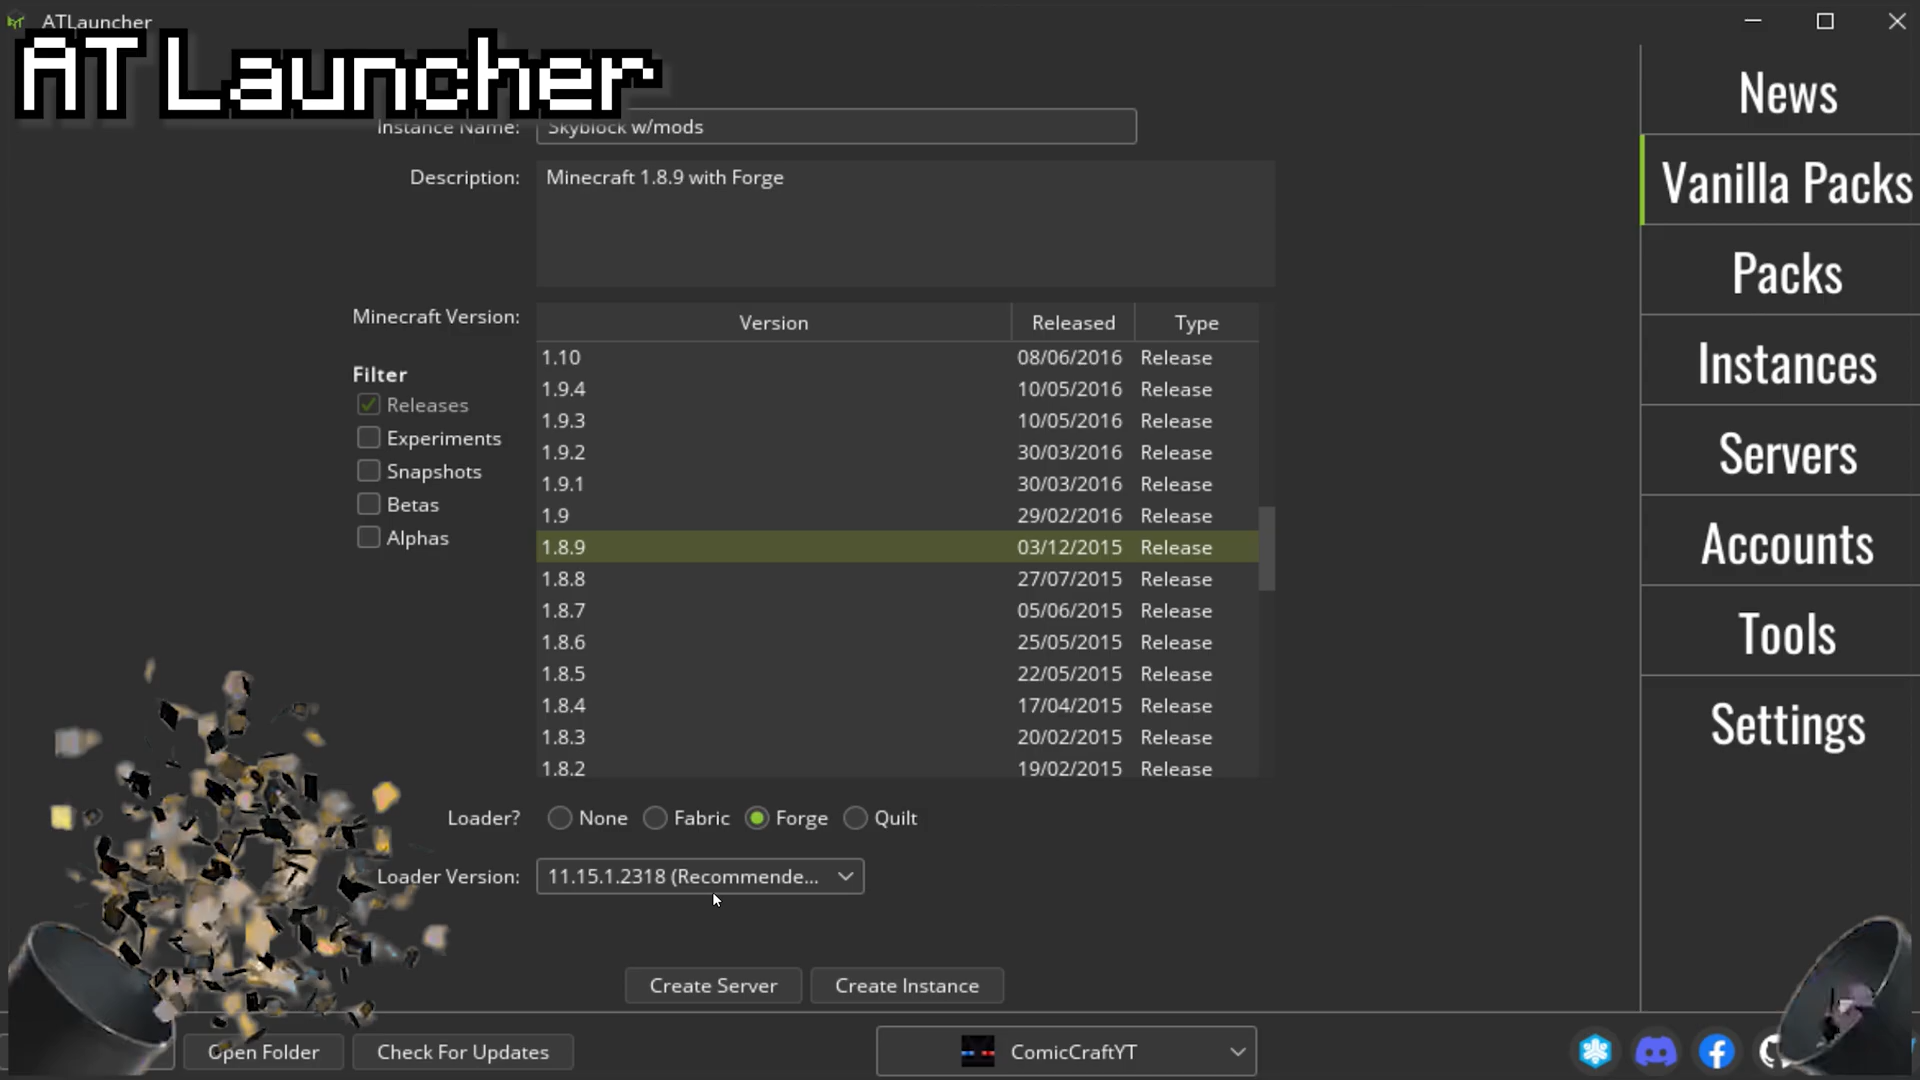 ATLauncher
AT Launcher
Instance Name: Skyblock w/mods
Description: Minecraft 1.8.9 with Forge
Minecraft Version:
Version Released Type
1.10 08/06/2016 Release
1.9.4 10/05/2016 Release
1.9.3 10/05/2016 Release
1.9.2 30/03/2016 Release
1.9.1 30/03/2016 Release
1.9 29/02/2016 Release
1.8.9 03/12/2015 Release
1.8.8 27/07/2015 Release
1.8.7 05/06/2015 Release
1.8.6 25/05/2015 Release
1.8.5 22/05/2015 Release
1.8.4 17/04/2015 Release
1.8.3 20/02/2015 Release
1.8.2 19/02/2015 Release
Filter
Releases
Experiments
Snapshots
Betas
Alphas
Loader? None Fabric Forge Quilt
Loader Version: 11.15.1.2318 (Recommende...
Create Server Create Instance
Open Folder Check For Updates ComicCraftYT
News
Vanilla Packs
Packs
Instances
Servers
Accounts
Tools
Settings